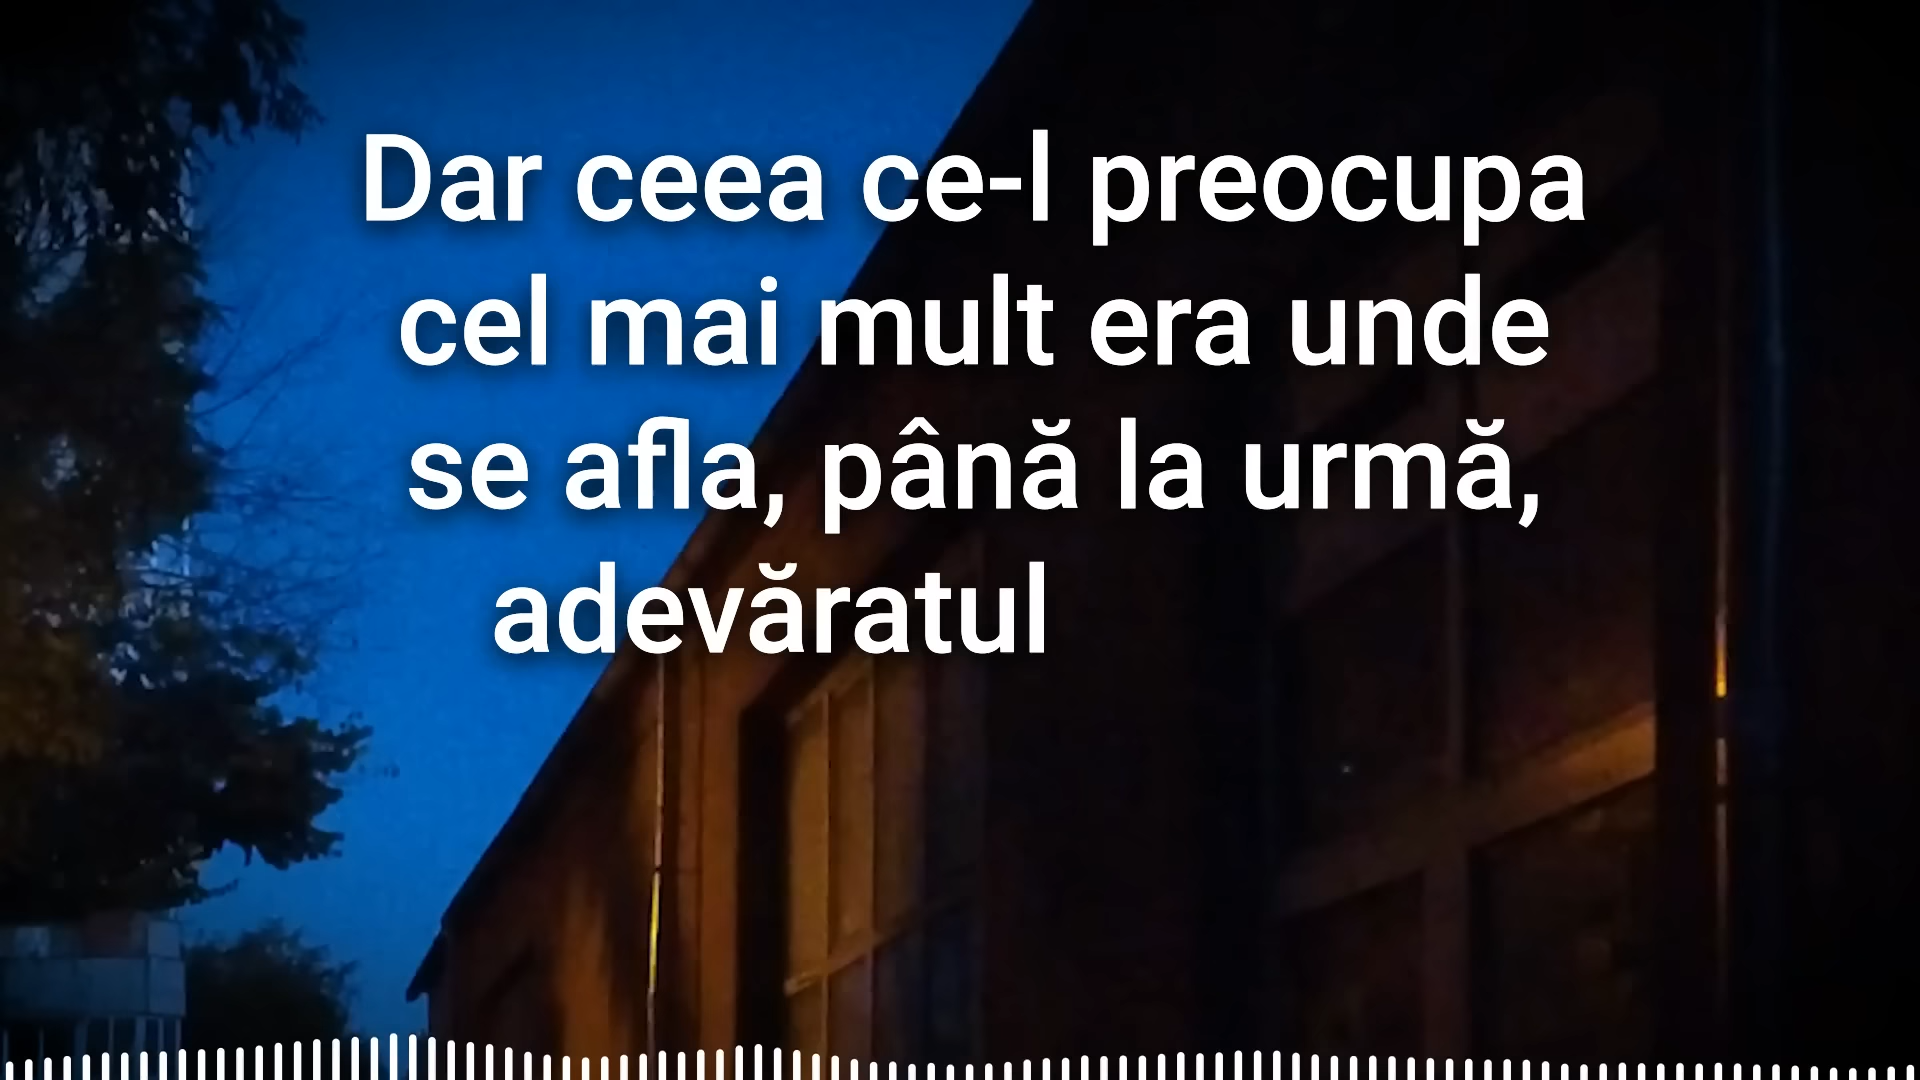 Dar ceea ce-l preocupa
cel mai mult era unde
se afla, până la urmă,
adevăratul